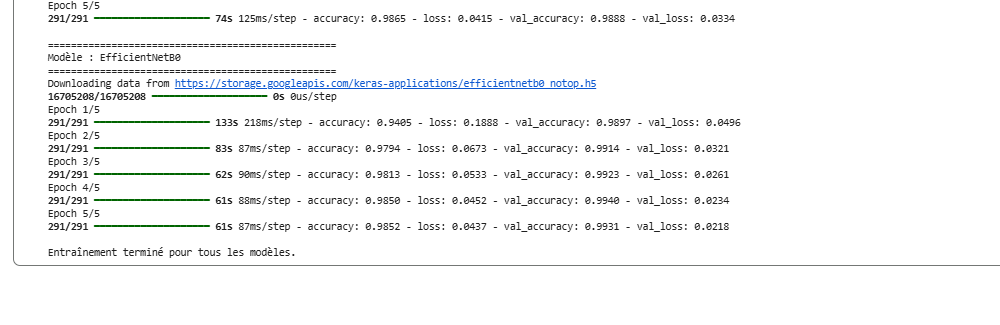 Epoch 5/5
291/291 ━━━━━━━━━━━━━━━━━━━━ 74s 125ms/step - accuracy: 0.9865 - loss: 0.0415 - val_accuracy: 0.9888 - val_loss: 0.0334
==================================================
Modèle : EfficientNetB0
==================================================
Downloading data from https://storage.googleapis.com/keras-applications/efficientnetb0_notop.h5
16705208/16705208 ━━━━━━━━━━━━━━━━━━━━ 0s 0us/step
Epoch 1/5
291/291 ━━━━━━━━━━━━━━━━━━━━ 133s 218ms/step - accuracy: 0.9405 - loss: 0.1888 - val_accuracy: 0.9897 - val_loss: 0.0496
Epoch 2/5
291/291 ━━━━━━━━━━━━━━━━━━━━ 83s 87ms/step - accuracy: 0.9794 - loss: 0.0673 - val_accuracy: 0.9914 - val_loss: 0.0321
Epoch 3/5
291/291 ━━━━━━━━━━━━━━━━━━━━ 62s 90ms/step - accuracy: 0.9813 - loss: 0.0533 - val_accuracy: 0.9923 - val_loss: 0.0261
Epoch 4/5
291/291 ━━━━━━━━━━━━━━━━━━━━ 61s 88ms/step - accuracy: 0.9850 - loss: 0.0452 - val_accuracy: 0.9940 - val_loss: 0.0234
Epoch 5/5
291/291 ━━━━━━━━━━━━━━━━━━━━ 61s 87ms/step - accuracy: 0.9852 - loss: 0.0437 - val_accuracy: 0.9931 - val_loss: 0.0218
Entraînement terminé pour tous les modèles.